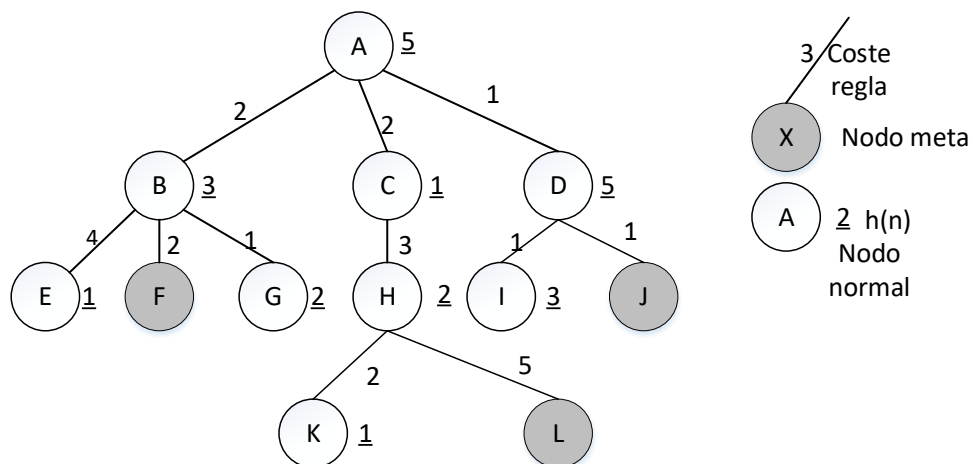 A 5
2 2 1
B 3 C 1 D 5
4 2 1 3 1 1
E 1 F G 2 H 2 I 3 J
2 5
K 1 L
3 Coste
regla
X Nodo meta
A 2 h(n)
Nodo
normal